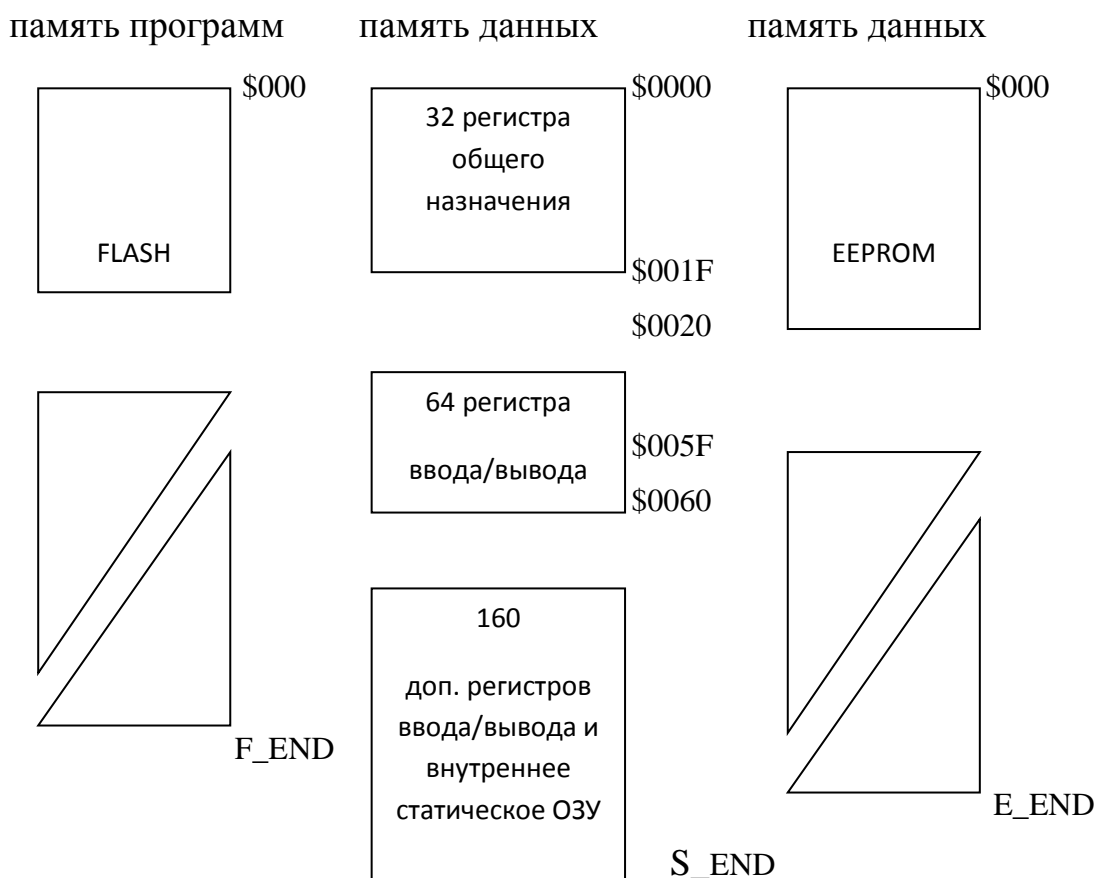 память программ
память данных
память данных
$000
$0000
$000
32 регистра
общего
назначения
FLASH
EEPROM
$001F
$0020
64 регистра
ввода/вывода
$005F
$0060
160
доп. регистров
ввода/вывода и
внутреннее
статическое ОЗУ
F_END
E_END
S_END